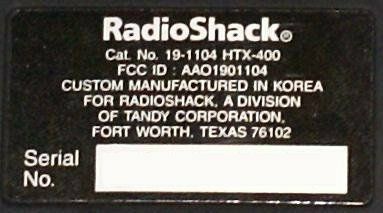 RadioShack®
Cat. No. 19-1104 HTX-400
FCC ID : AAO1901104
CUSTOM MANUFACTURED IN KOREA
FOR RADIOSHACK, A DIVISION
OF TANDY CORPORATION,
FORT WORTH, TEXAS 76102
Serial
No.